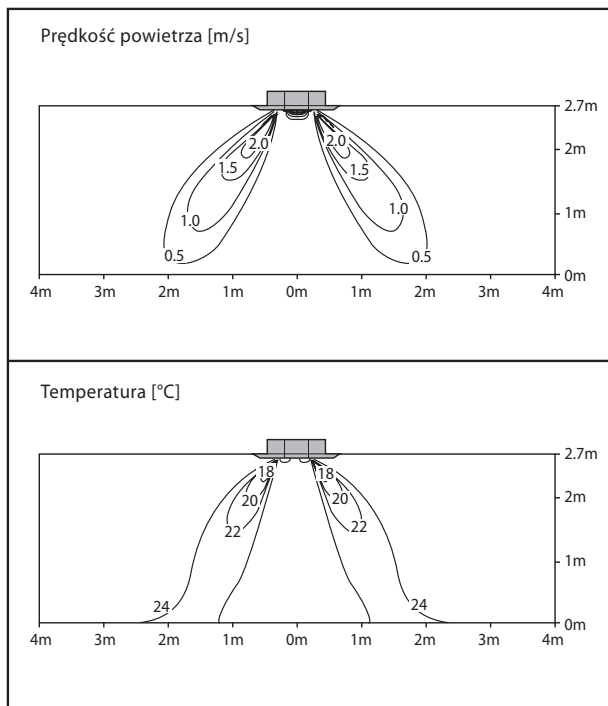 Prędkość powietrza [m/s]
2.7m
2.0 2.0 2m
1.5 1.5
1.0 1.0 1m
0.5 0.5
0m
4m 3m 2m 1m 0m 1m 2m 3m 4m
Temperatura [°C]
2.7m
18 18
20 20 2m
22 22
1m
24 24
0m
4m 3m 2m 1m 0m 1m 2m 3m 4m